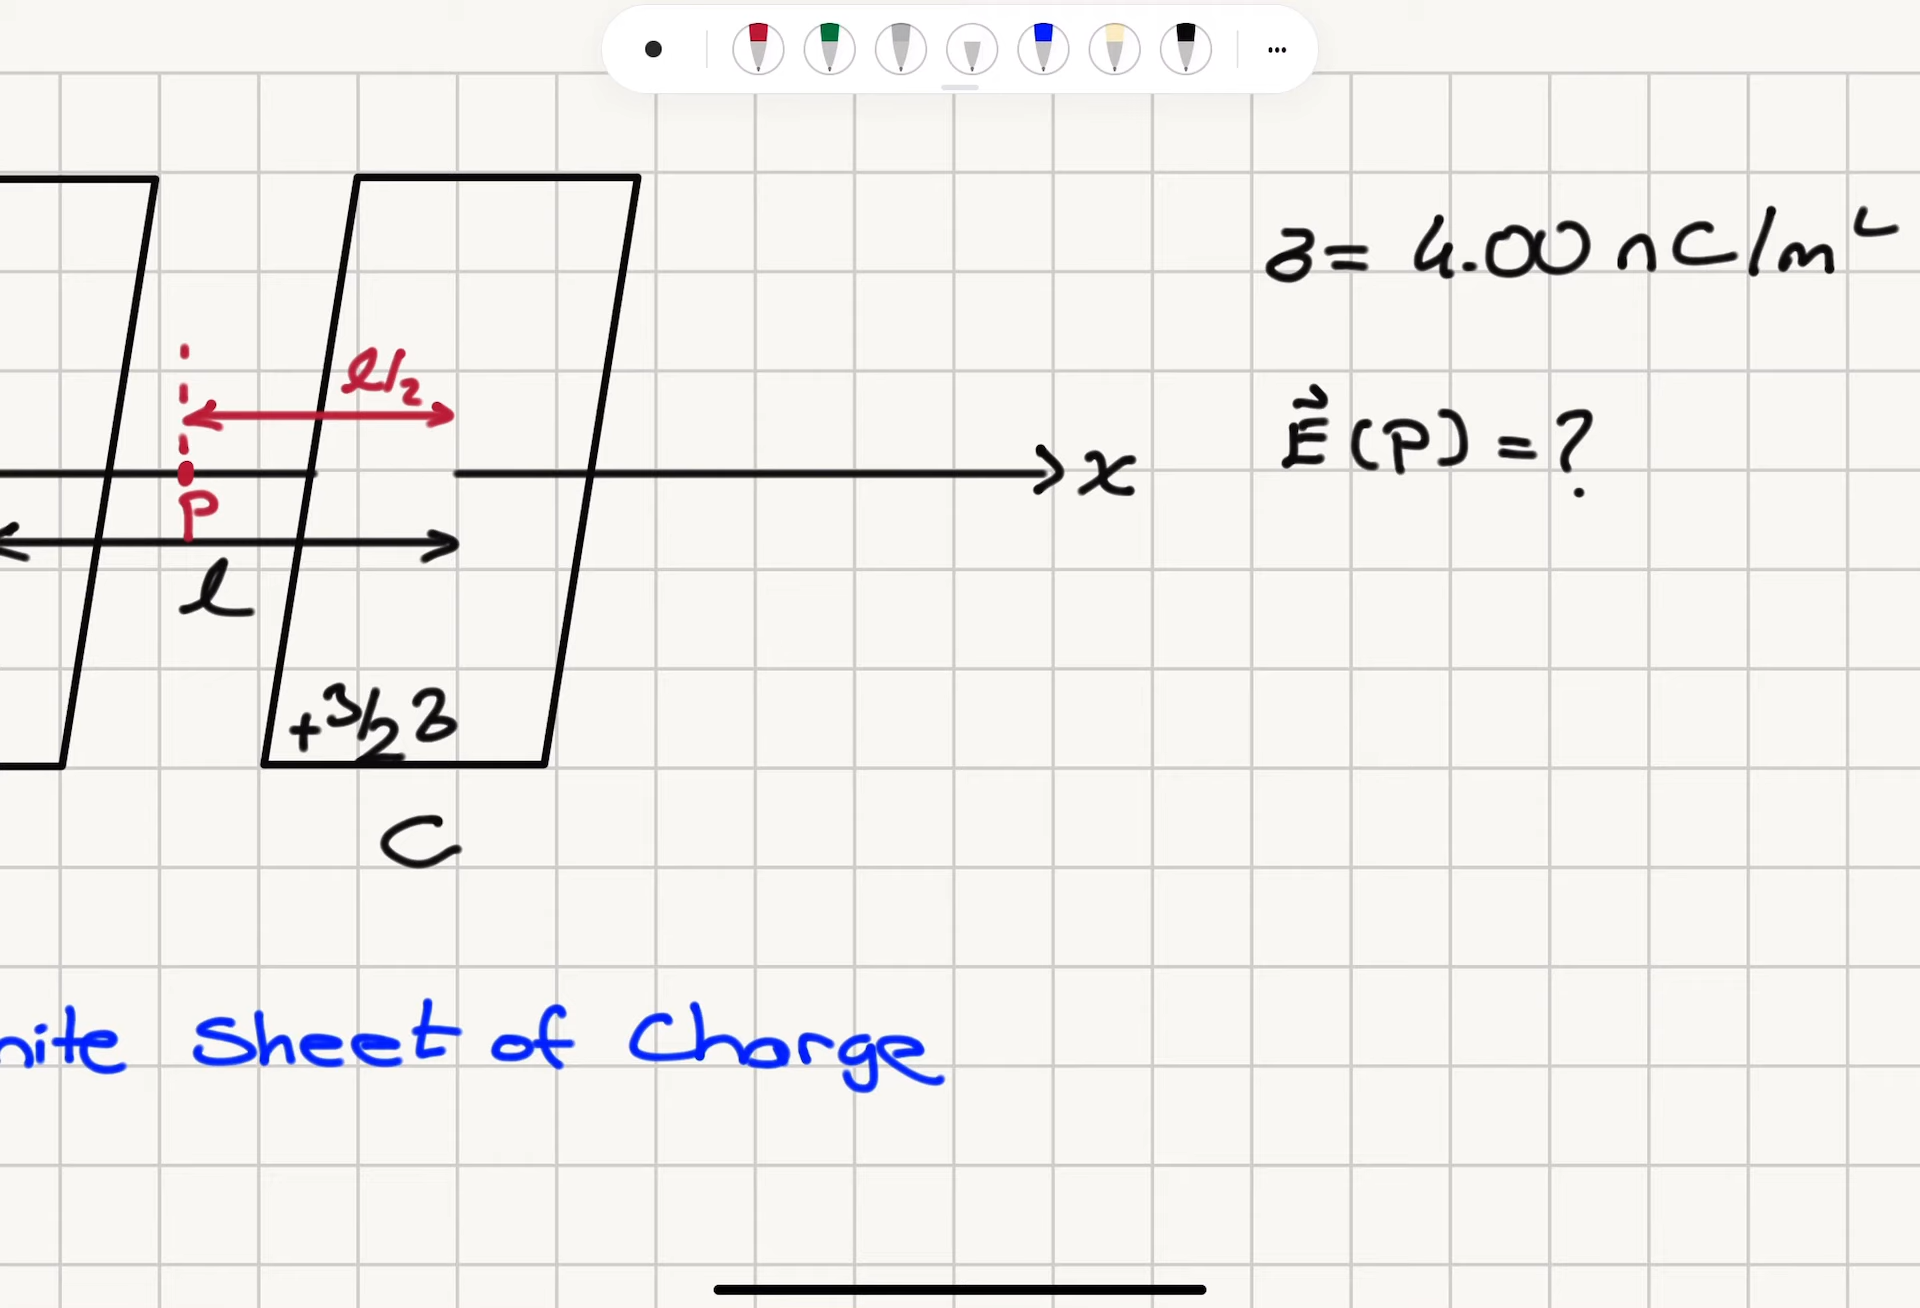 σ = 4.00 nC/m²
l/2
E⃗ (P) = ?
x
P
l
+3/2 σ
C
nite Sheet of Charge